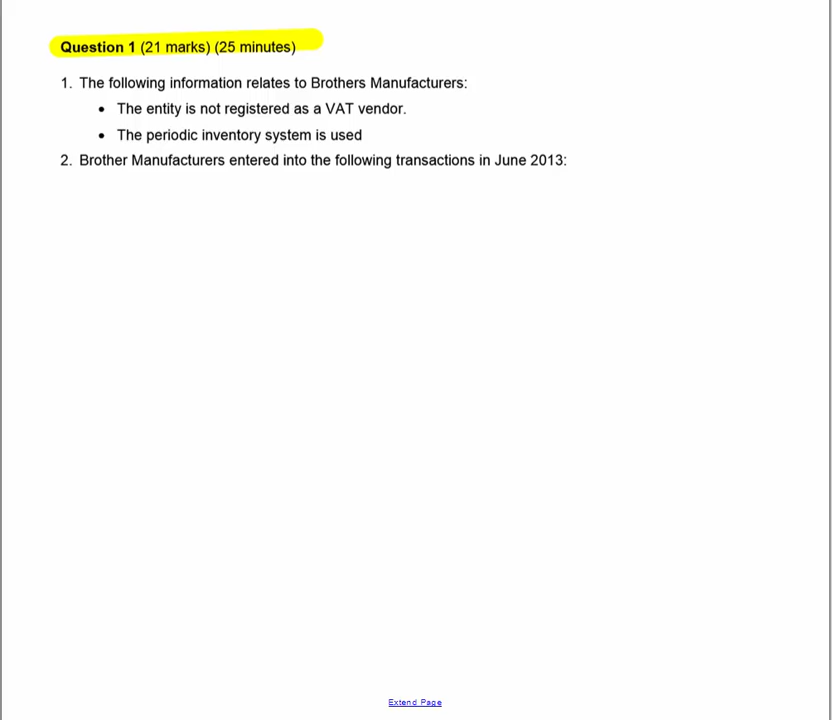 Question 1 (21 marks) (25 minutes)
1. The following information relates to Brothers Manufacturers:
• The entity is not registered as a VAT vendor.
• The periodic inventory system is used
2. Brother Manufacturers entered into the following transactions in June 2013:
Extend Page